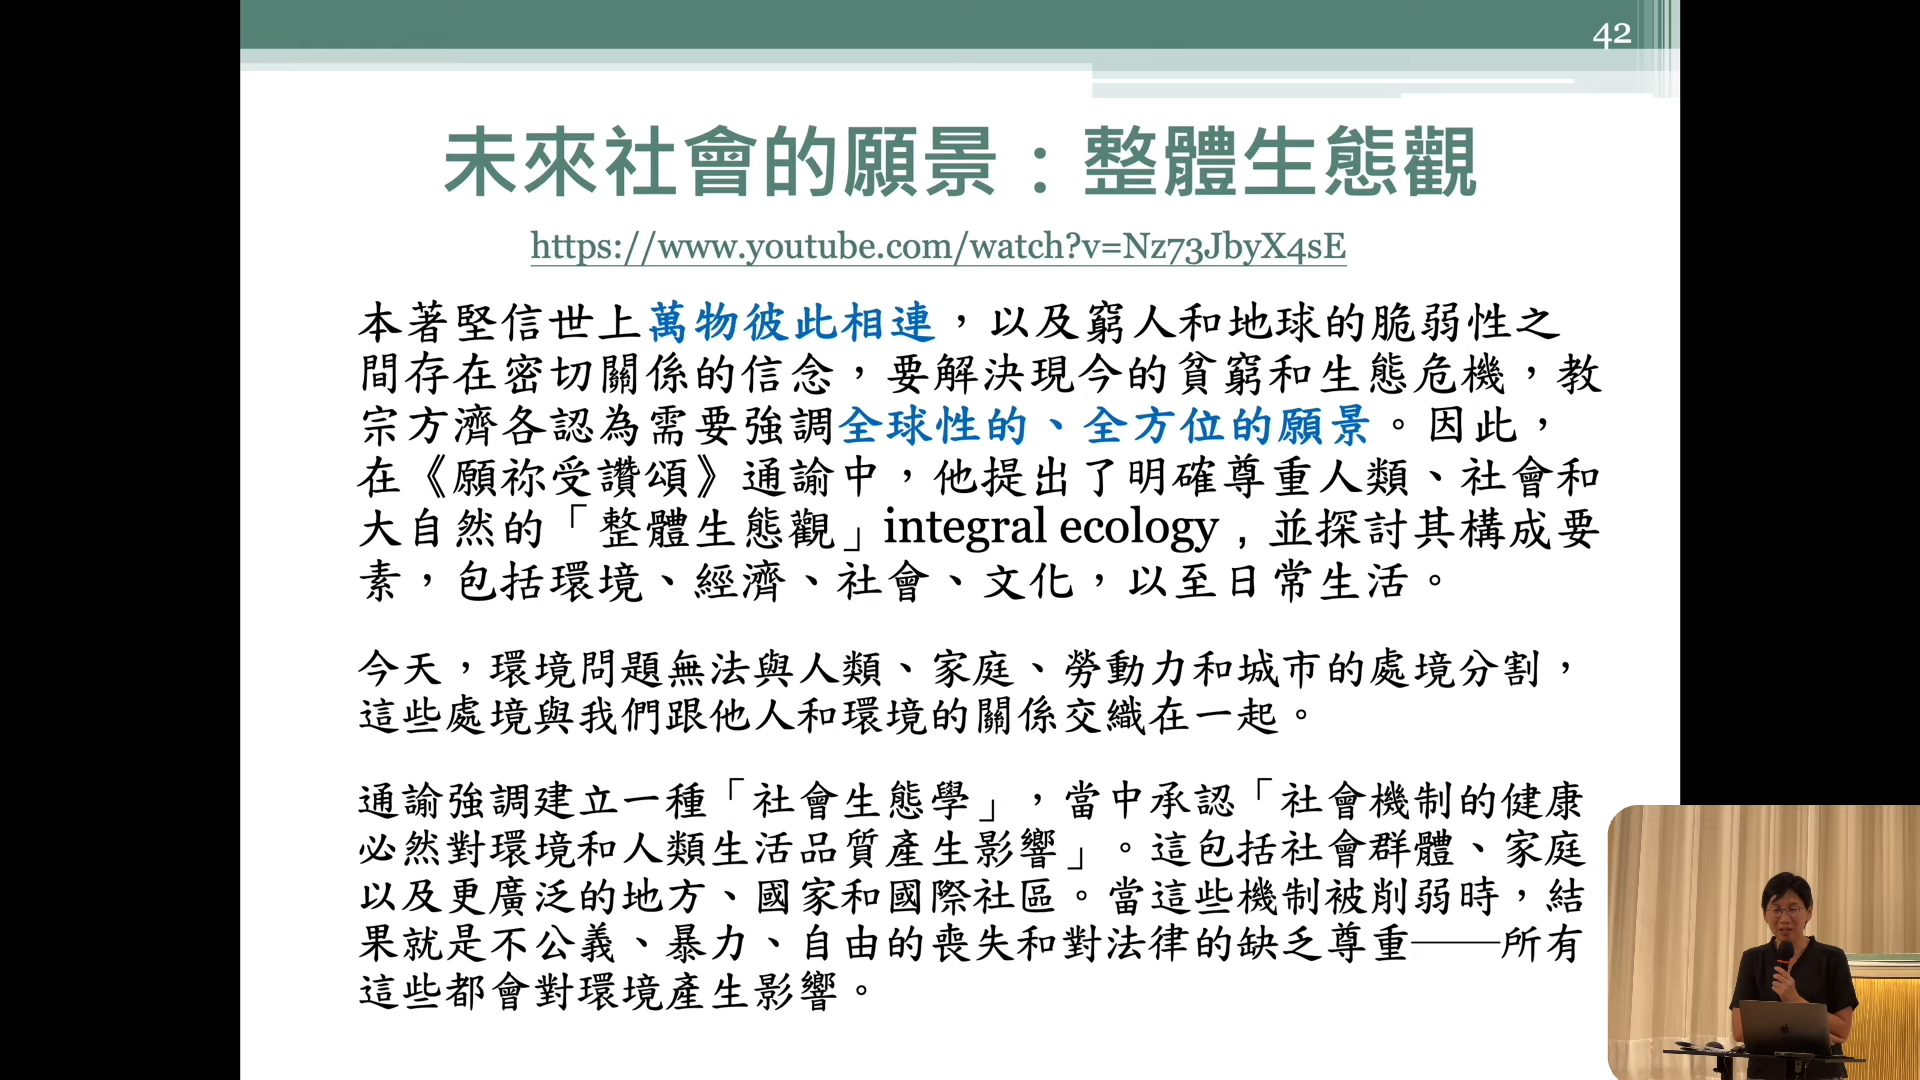 42
未來社會的願景：整體生態觀
https://www.youtube.com/watch?v=Nz73JbyX4sE
本著堅信世上萬物彼此相連，以及窮人和地球的脆弱性之
間存在密切關係的信念，要解決現今的貧窮和生態危機，教
宗方濟各認為需要強調全球性的、全方位的願景。因此，
在《願祢受讚頌》通諭中，他提出了明確尊重人類、社會和
大自然的「整體生態觀」integral ecology，並探討其構成要
素，包括環境、經濟、社會、文化，以至日常生活。
今天，環境問題無法與人類、家庭、勞動力和城市的處境分割，
這些處境與我們跟他人和環境的關係交織在一起。
通諭強調建立一種「社會生態學」，當中承認「社會機制的健康
必然對環境和人類生活品質產生影響」。這包括社會群體、家庭
以及更廣泛的地方、國家和國際社區。當這些機制被削弱時，結
果就是不公義、暴力、自由的喪失和對法律的缺乏尊重——所有
這些都會對環境產生影響。